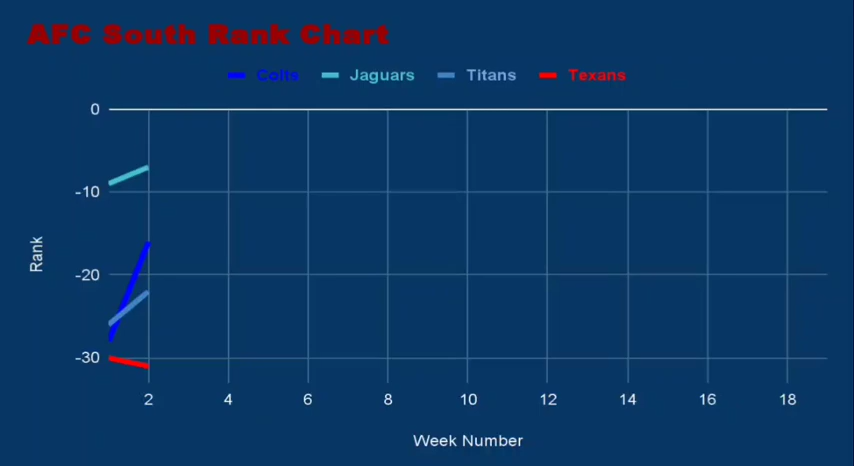 AFC South Rank Chart
Colts Jaguars Titans Texans
0
-10
-20
-30
Rank
2 4 6 8 10 12 14 16 18
Week Number